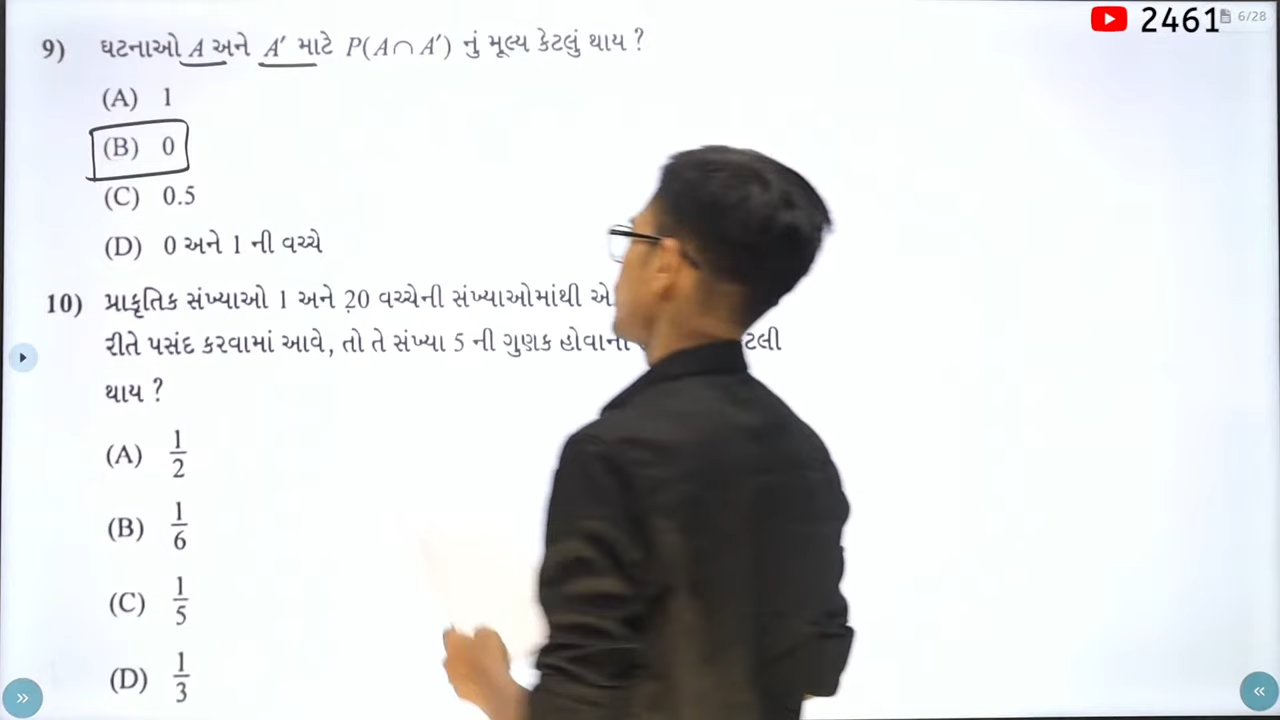 2461
6/28
9) ઘટનાઓ A અને A′ માટે P(A∩A′) નું મૂલ્ય કેટલું થાય ?
(A) 1
(B) 0
(C) 0.5
(D) 0 અને 1 ની વચ્ચે
10) પ્રાકૃતિક સંખ્યાઓ 1 અને 20 વચ્ચેની સંખ્યાઓમાંથી
રીતે પસંદ કરવામાં આવે, તો તે સંખ્યા 5 ની ગુણક હોવાની
થાય ?
(A) 1/2
(B) 1/6
(C) 1/5
(D) 1/3